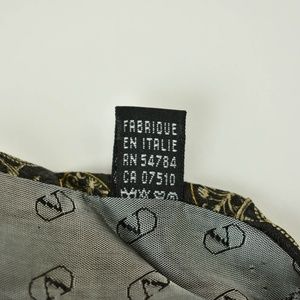 FABRIQUE
EN ITALIE
RN 54784
CA 07510